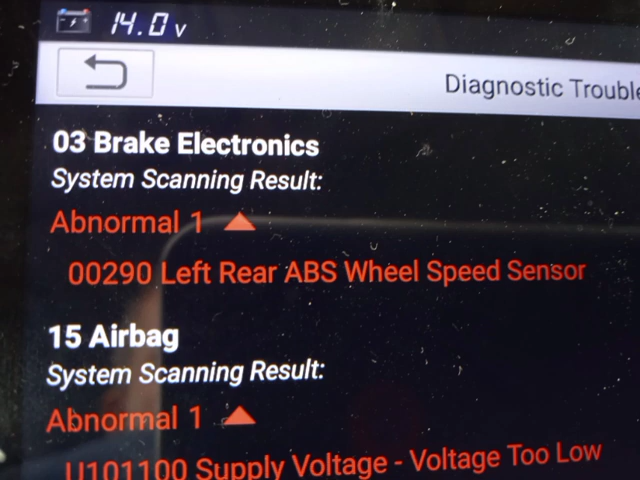 14.0 v
Diagnostic Trouble
03 Brake Electronics
System Scanning Result:
Abnormal 1
00290 Left Rear ABS Wheel Speed Sensor
15 Airbag
System Scanning Result:
Abnormal 1
U101100 Supply Voltage - Voltage Too Low